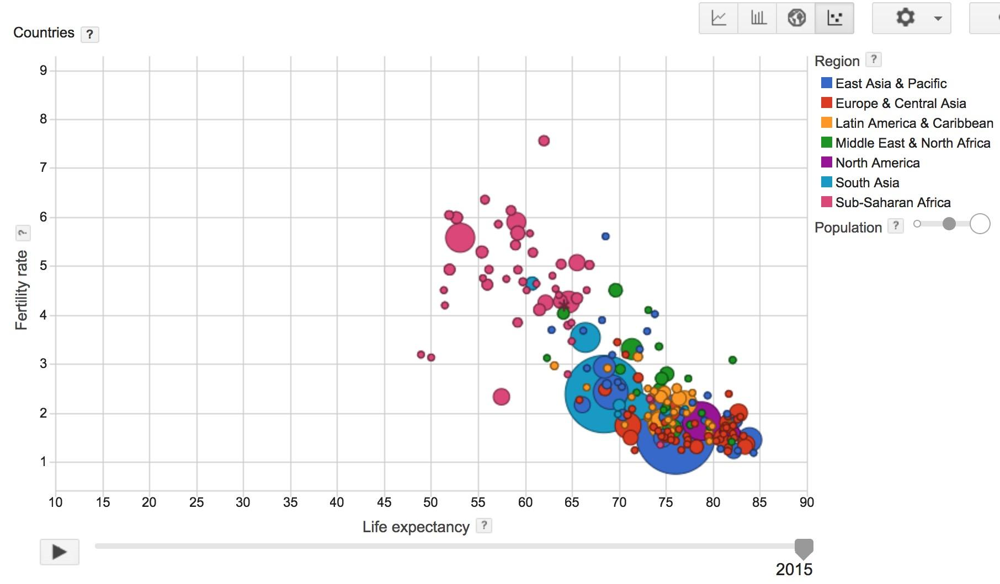 Countries ?
Region ?
East Asia & Pacific
Europe & Central Asia
Latin America & Caribbean
Middle East & North Africa
North America
South Asia
Sub-Saharan Africa
Population ?
9
8
7
6
5
4
3
2
1
Fertility rate ?
10 15 20 25 30 35 40 45 50 55 60 65 70 75 80 85 90
Life expectancy ?
2015